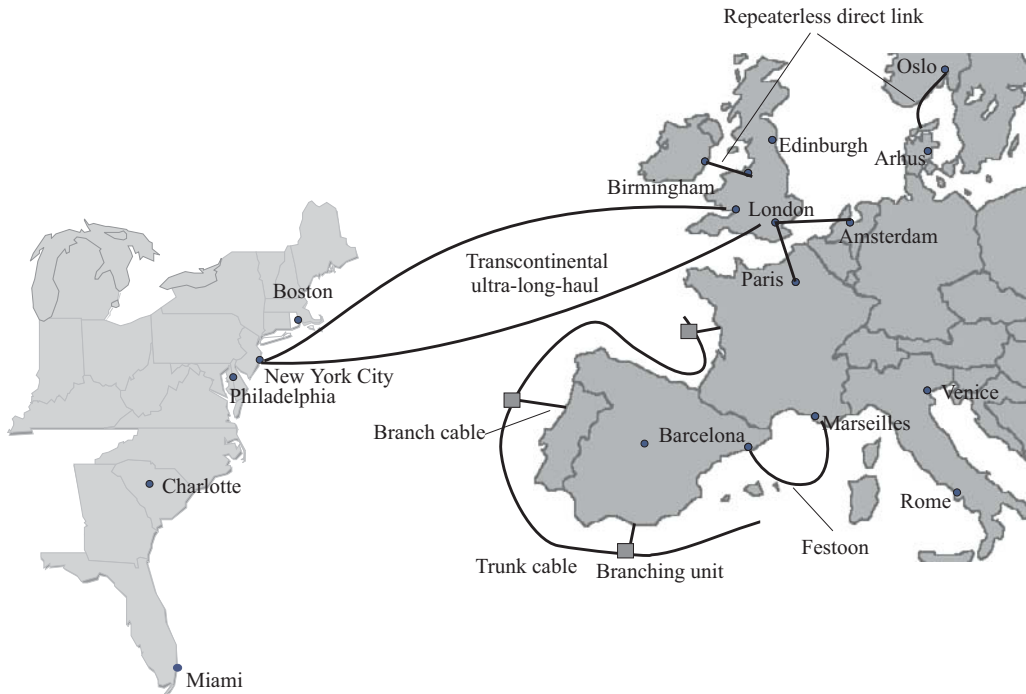 Repeaterless direct link
Oslo
Edinburgh
Arhus
Birmingham
London
Amsterdam
Transcontinental
ultra-long-haul
Paris
Boston
New York City
Philadelphia
Venice
Marseilles
Branch cable
Barcelona
Charlotte
Rome
Festoon
Trunk cable
Branching unit
Miami